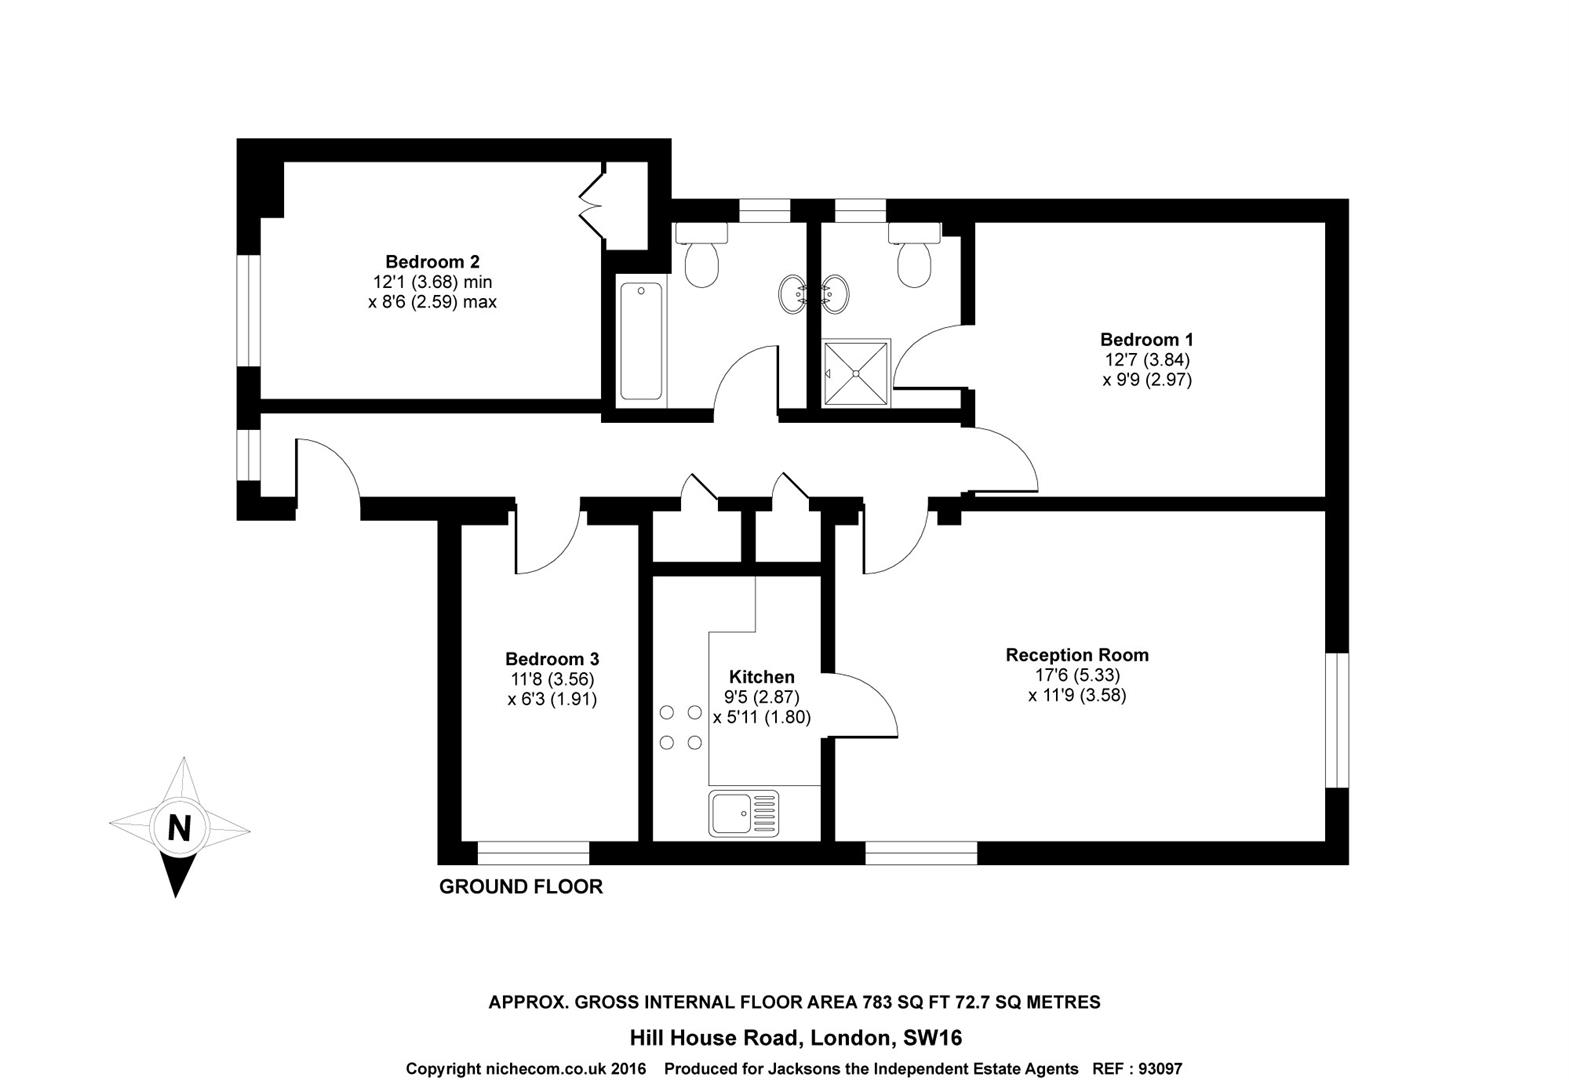 Bedroom 2
12'1 (3.68) min
x 8'6 (2.59) max
Bedroom 1
12'7 (3.84)
x 9'9 (2.97)
Bedroom 3
11'8 (3.56)
x 6'3 (1.91)
Kitchen
9'5 (2.87)
x 5'11 (1.80)
Reception Room
17'6 (5.33)
x 11'9 (3.58)
N
GROUND FLOOR
APPROX. GROSS INTERNAL FLOOR AREA 783 SQ FT 72.7 SQ METRES
Hill House Road, London, SW16
Copyright nichecom.co.uk 2016 Produced for Jacksons the Independent Estate Agents REF : 93097